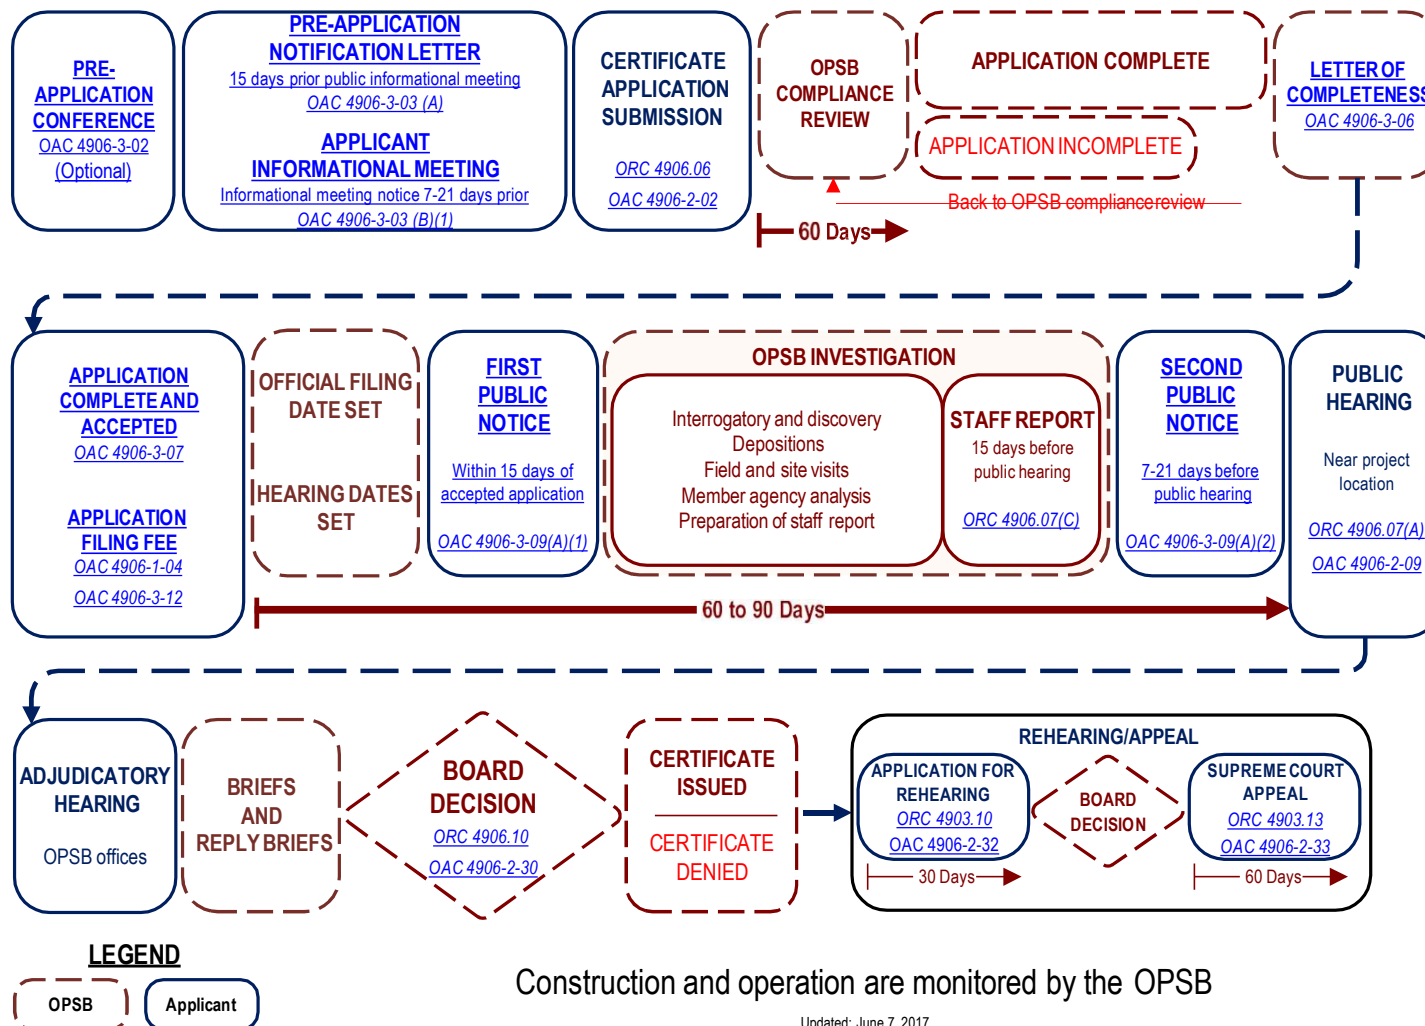 PRE-
APPLICATION
CONFERENCE
OAC 4906-3-02
(Optional)
PRE-APPLICATION
NOTIFICATION LETTER
15 days prior public informational meeting
OAC 4906-3-03 (A)
APPLICANT
INFORMATIONAL MEETING
Informational meeting notice 7-21 days prior
OAC 4906-3-03 (B)(1)
CERTIFICATE
APPLICATION
SUBMISSION
ORC 4906.06
OAC 4906-2-02
OPSB
COMPLIANCE
REVIEW
APPLICATION COMPLETE
APPLICATION INCOMPLETE
Back to OPSB compliance review
60 Days
LETTER OF
COMPLETENESS
OAC 4906-3-06
APPLICATION
COMPLETE AND
ACCEPTED
OAC 4906-3-07
APPLICATION
FILING FEE
OAC 4906-1-04
OAC 4906-3-12
OFFICIAL FILING
DATE SET
HEARING DATES
SET
FIRST
PUBLIC
NOTICE
Within 15 days of
accepted application
OAC 4906-3-09(A)(1)
OPSB INVESTIGATION
Interrogatory and discovery
Depositions
Field and site visits
Member agency analysis
Preparation of staff report
STAFF REPORT
15 days before
public hearing
ORC 4906.07(C)
SECOND
PUBLIC
NOTICE
7-21 days before
public hearing
OAC 4906-3-09(A)(2)
PUBLIC
HEARING
Near project
location
ORC 4906.07(A)
OAC 4906-2-09
60 to 90 Days
ADJUDICATORY
HEARING
OPSB offices
BRIEFS
AND
REPLY BRIEFS
BOARD
DECISION
ORC 4906.10
OAC 4906-2-30
CERTIFICATE
ISSUED
CERTIFICATE
DENIED
REHEARING/APPEAL
APPLICATION FOR
REHEARING
ORC 4903.10
OAC 4906-2-32
30 Days
BOARD
DECISION
SUPREME COURT
APPEAL
ORC 4903.13
OAC 4906-2-33
60 Days
LEGEND
OPSB
Applicant
Construction and operation are monitored by the OPSB
Updated: June 7, 2017